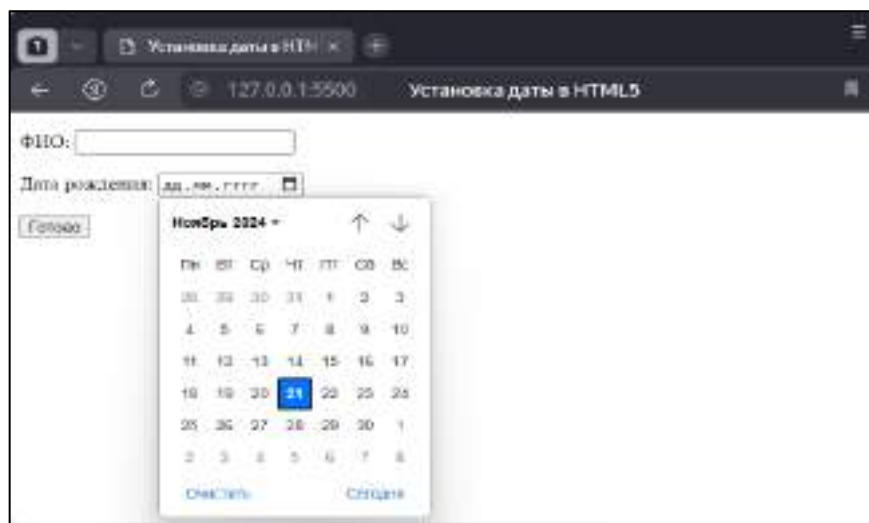 1 Установка даты в HTM
127.0.0.1:5500 Установка даты в HTML5
ФИО:
Дата рождения: дд.мм.гггг
Готово
Ноябрь 2024
Пн Вт Ср Чт Пт Сб Вс
28 29 30 31 1 2 3
4 5 6 7 8 9 10
11 12 13 14 15 16 17
18 19 20 21 22 23 24
25 26 27 28 29 30 1
2 3 4 5 6 7 8
Очистить Сегодня